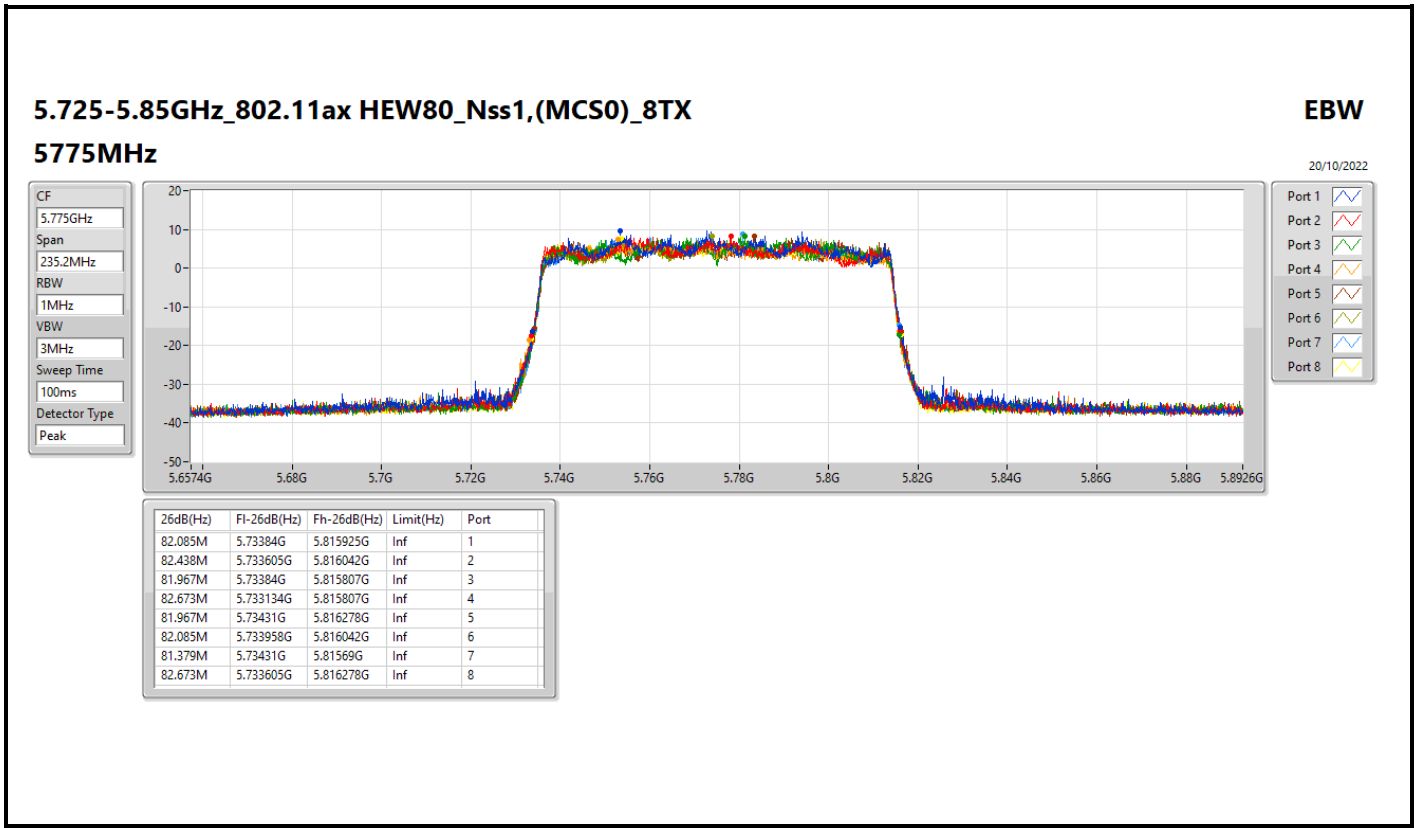 5.725-5.85GHz_802.11ax HEW80_Nss1,(MCS0)_8TX
EBW
5775MHz
20/10/2022
CF
5.775GHz
Span
235.2MHz
RBW
1MHz
VBW
3MHz
Sweep Time
100ms
Detector Type
Peak
20
10
0
-10
-20
-30
-40
-50
5.6574G 5.68G 5.7G 5.72G 5.74G 5.76G 5.78G 5.8G 5.82G 5.84G 5.86G 5.88G 5.8926G
Port 1
Port 2
Port 3
Port 4
Port 5
Port 6
Port 7
Port 8
26dB(Hz) Fl-26dB(Hz) Fh-26dB(Hz) Limit(Hz) Port
82.085M 5.73384G 5.815925G Inf 1
82.438M 5.733605G 5.816042G Inf 2
81.967M 5.73384G 5.815807G Inf 3
82.673M 5.733134G 5.815807G Inf 4
81.967M 5.73431G 5.816278G Inf 5
82.085M 5.733958G 5.816042G Inf 6
81.379M 5.73431G 5.81569G Inf 7
82.673M 5.733605G 5.816278G Inf 8